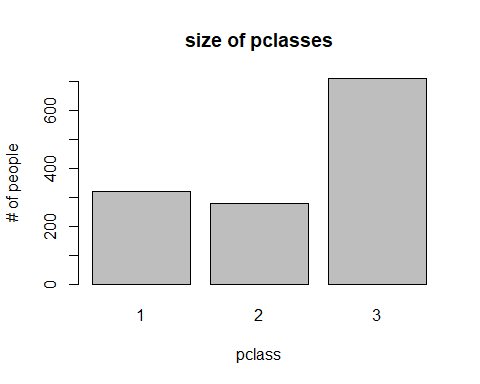 size of pclasses
# of people
600
400
200
0
1 2 3
pclass